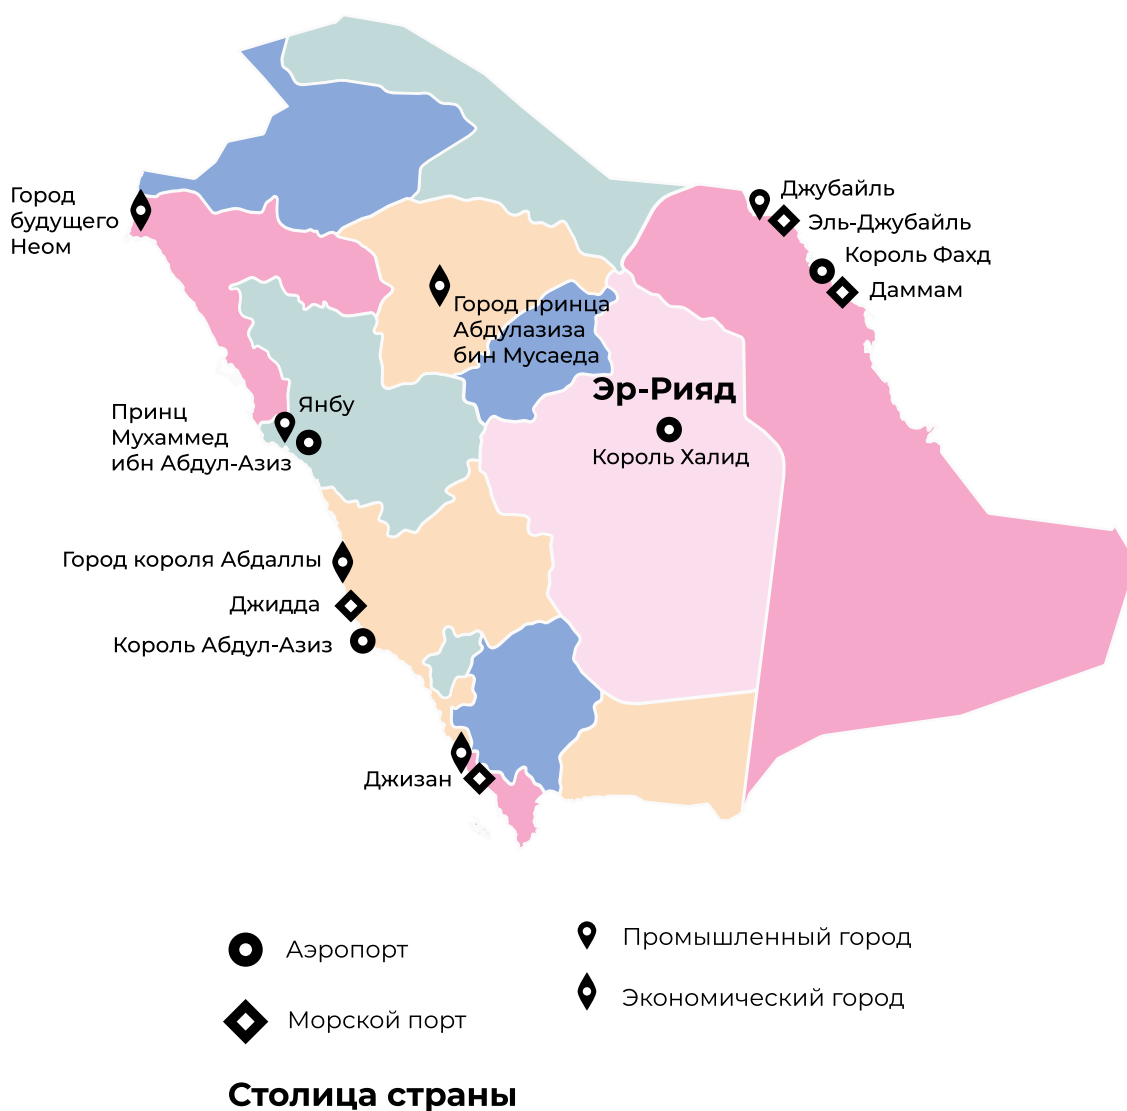 Джубайль
Город
будущего
Неом
Эль-Джубайль
Король Фахд
Даммам
Город принца
Абдулазиза
бин Мусаеда
Эр-Рияд
Король Халид
Янбу
Принц
Мухаммед
ибн Абдул-Азиз
Город короля Абдаллы
Джидда
Король Абдул-Азиз
Джизан
Аэропорт
Промышленный город
Морской порт
Экономический город
Столица страны